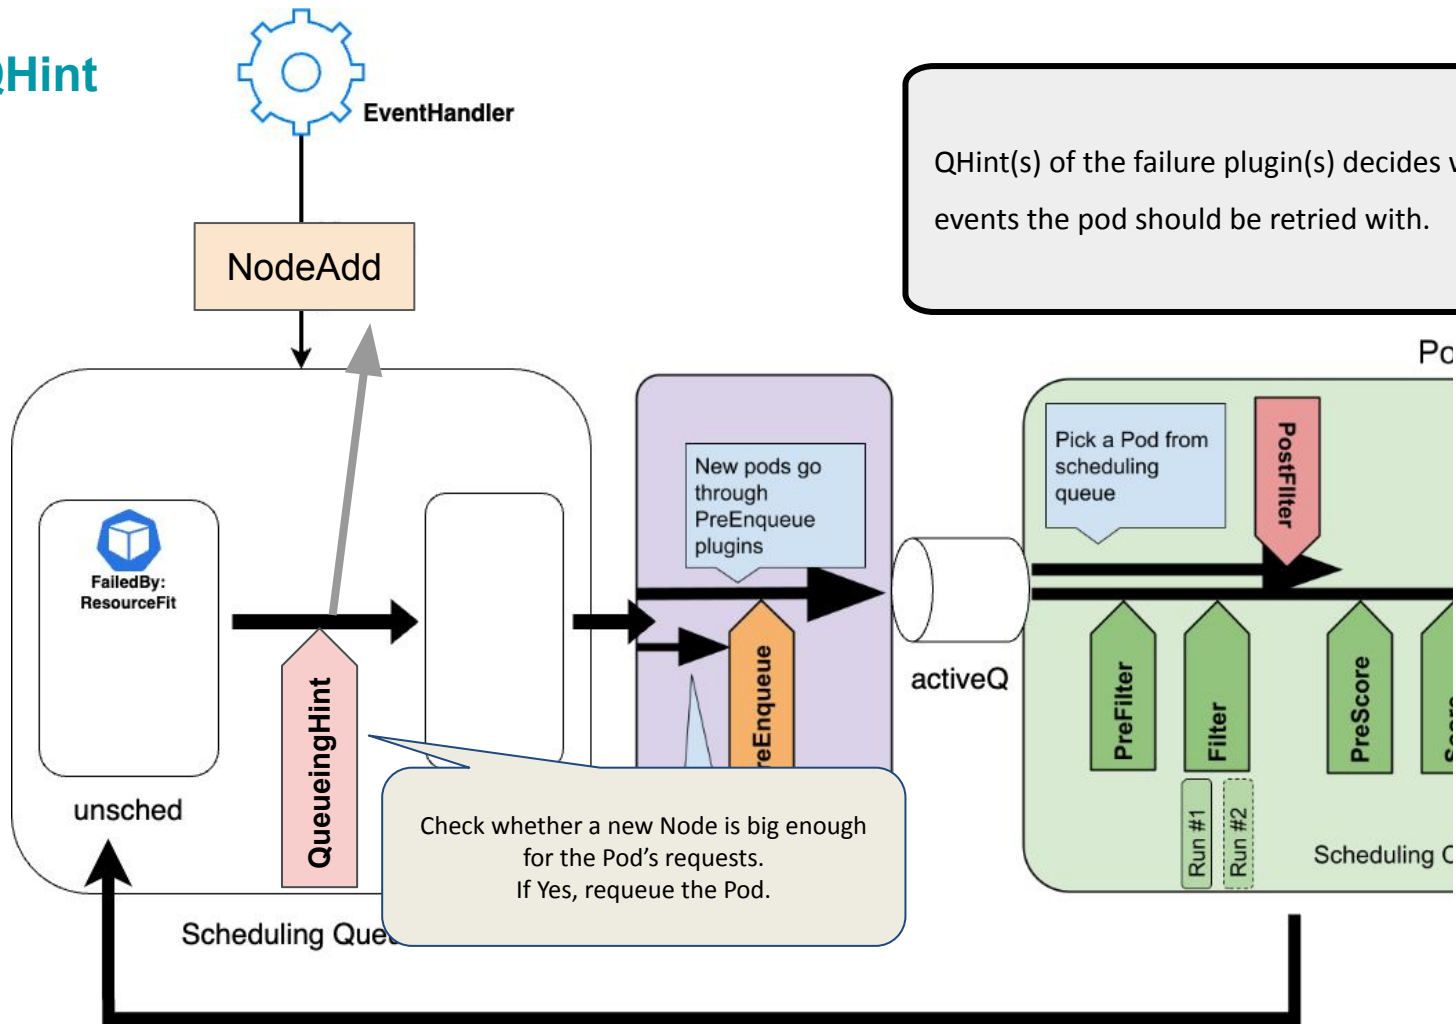 QHint
EventHandler
NodeAdd
QHint(s) of the failure plugin(s) decides
events the pod should be retried with.
FailedBy:
ResourceFit
unsched
QueueingHint
Scheduling
New pods go
through
PreEnqueue
plugins
reEnqueue
Check whether a new Node is big enough
for the Pod’s requests.
If Yes, requeue the Pod.
activeQ
Pick a Pod from
scheduling
queue
PostFIlter
PreFilter
Filter
Run #1
Run #2
PreScore
Scheduling